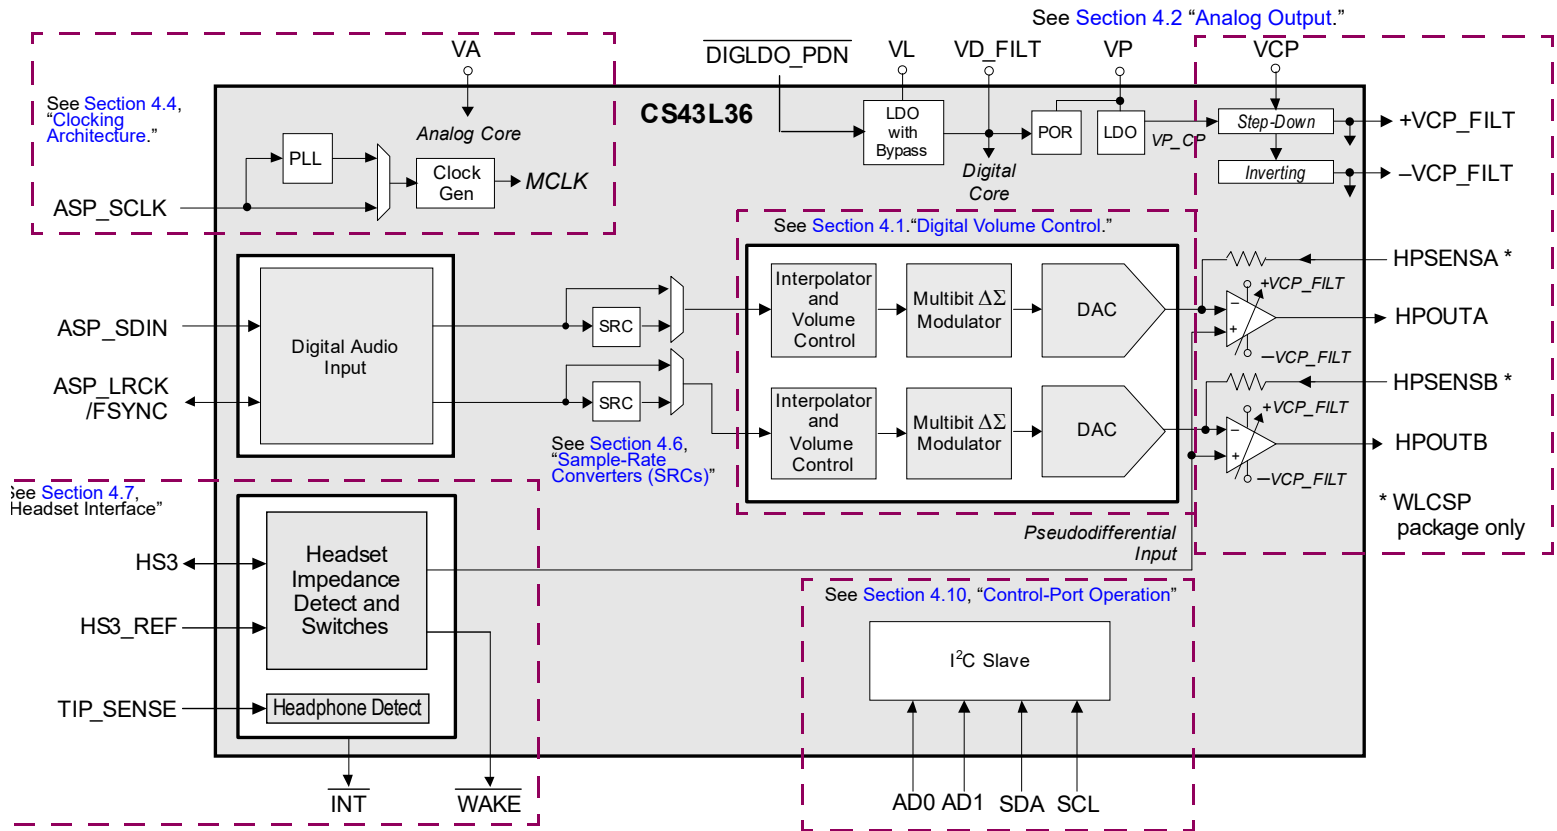 See Section 4.2 “Analog Output.”
VA
DIGLDO_PDN
VL
VD_FILT
VP
VCP
See Section 4.4,
“Clocking
Architecture.”
Analog Core
CS43L36
LDO
with
Bypass
POR
LDO
VP_CP
Step-Down
+VCP_FILT
Digital
Core
Inverting
–VCP_FILT
PLL
Clock
Gen
MCLK
ASP_SCLK
See Section 4.1.“Digital Volume Control.”
ASP_SDIN
ASP_LRCK
/FSYNC
Digital Audio
Input
SRC
SRC
See Section 4.6,
“Sample-Rate
Converters (SRCs)”
Interpolator
and
Volume
Control
Multibit ΔΣ
Modulator
DAC
Interpolator
and
Volume
Control
Multibit ΔΣ
Modulator
DAC
HPSENSA *
+VCP_FILT
–
+
HPOUTA
–VCP_FILT
HPSENSB *
+VCP_FILT
–
+
HPOUTB
–VCP_FILT
* WLCSP
package only
Pseudodifferential
Input
See Section 4.7,
Headset Interface”
HS3
HS3_REF
TIP_SENSE
Headset
Impedance
Detect and
Switches
Headphone Detect
INT
WAKE
See Section 4.10, “Control-Port Operation”
I²C Slave
AD0 AD1 SDA SCL